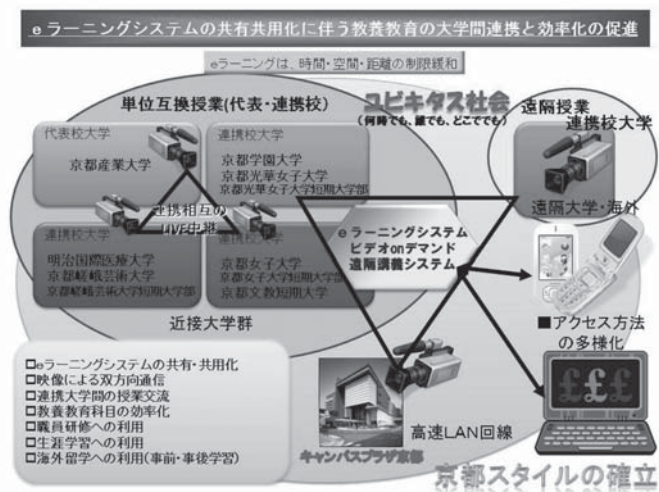 eラーニングシステムの共有共用化に伴う教養教育の大学間連携と効率化の促進
eラーニングは、時間・空間・距離の制限緩和
単位互換授業(代表・連携校)
ユビキタス社会
(何時でも、誰でも、どこででも)
遠隔授業
連携校大学
遠隔大学・海外
代表校大学
京都産業大学
連携校大学
京都学園大学
京都光華女子大学
京都光華女子大学短期大学部
連携相互の
LIVE中継
連携校大学
明治国際医療大学
京都嵯峨芸術大学
京都嵯峨芸術大学短期大学部
連携校大学
京都女子大学
京都女子大学短期大学部
京都文教短期大学
近接大学群
eラーニングシステム
ビデオonデマンド
遠隔講義システム
■アクセス方法
の多様化
£££
□eラーニングシステムの共有・共用化
□映像による双方向通信
□連携大学間の授業交流
□教養教育科目の効率化
□職員研修への利用
□生涯学習への利用
□海外留学への利用(事前・事後学習)
キャンパスプラザ京都
高速LAN回線
京都スタイルの確立